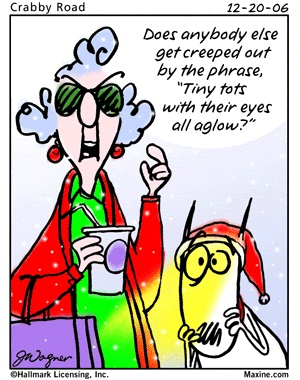 Crabby Road 12-20-06
Does anybody else
get creeped out
by the phrase,
"Tiny tots
with their eyes
all aglow?"
JWagner
©Hallmark Licensing, Inc. Maxine.com